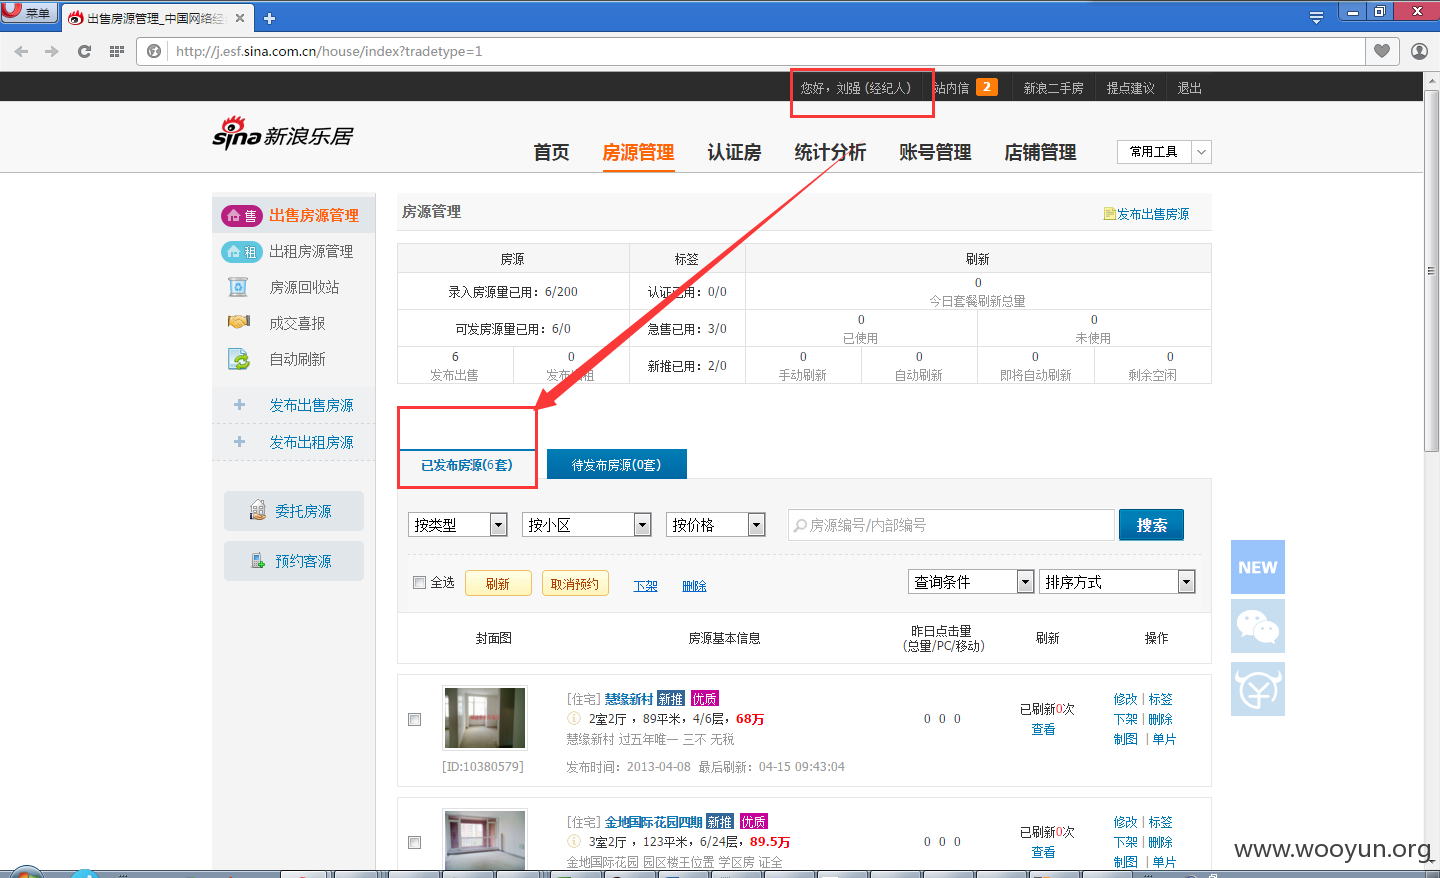 菜单
出售房源管理_中国网络经
http://j.esf.sina.com.cn/house/index?tradetype=1
您好，刘强 (经纪人) 站内信 2 新浪二手房 提点建议 退出
sina 新浪乐居
首页 房源管理 认证房 统计分析 账号管理 店铺管理 常用工具
售 出售房源管理
租 出租房源管理
房源回收站
成交喜报
自动刷新
+ 发布出售房源
+ 发布出租房源
委托房源
预约客源
房源管理 发布出售房源
房源 标签 刷新
录入房源量已用：6/200 认证已用：0/0 0
今日套餐刷新总量
可发房源量已用：6/0 急售已用：3/0 0 0
已使用 未使用
6 0 新推已用：2/0 0 0 0 0
发布出售 发布出租 手动刷新 自动刷新 即将自动刷新 剩余空闲
已发布房源(6套) 待发布房源(0套)
按类型 按小区 按价格 房源编号/内部编号 搜索
全选 刷新 取消预约 下架 删除 查询条件 排序方式
封面图 房源基本信息 昨日点击量 刷新 操作
(总量/PC/移动)
[住宅] 慧缘新村 新推 优质
2室2厅 ，89平米，4/6层，68万
慧缘新村 过五年唯一 三不 无税
[ID:10380579] 发布时间：2013-04-08 最后刷新：04-15 09:43:04
0 0 0
已刷新0次
查看
修改 | 标签
下架 | 删除
制图 | 单片
[住宅] 金地国际花园四期 新推 优质
3室2厅 ，123平米，6/24层，89.5万
金地国际花园 园区楼王位置 学区房 证全
0 0 0
已刷新0次
查看
修改 | 标签
下架 | 删除
制图 | 单片
NEW
www.wooyun.org